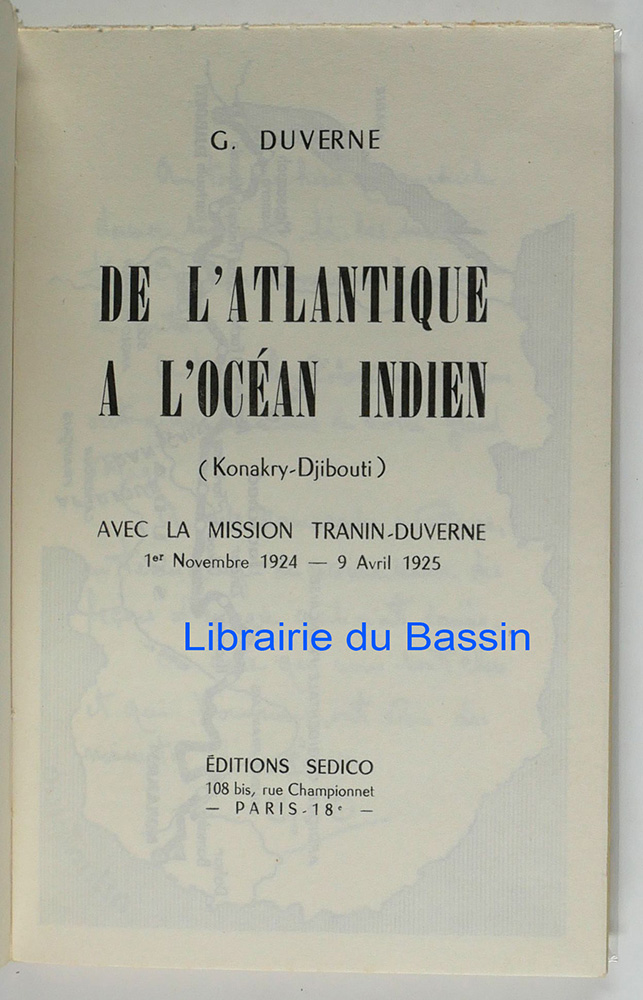 G. DUVERNE
DE L'ATLANTIQUE
A L'OCÉAN INDIEN
(Konakry-Djibouti)
AVEC LA MISSION TRANIN-DUVERNE
1er Novembre 1924 — 9 Avril 1925
Librairie du Bassin
ÉDITIONS SEDICO
108 bis, rue Championnet
— PARIS-18e —